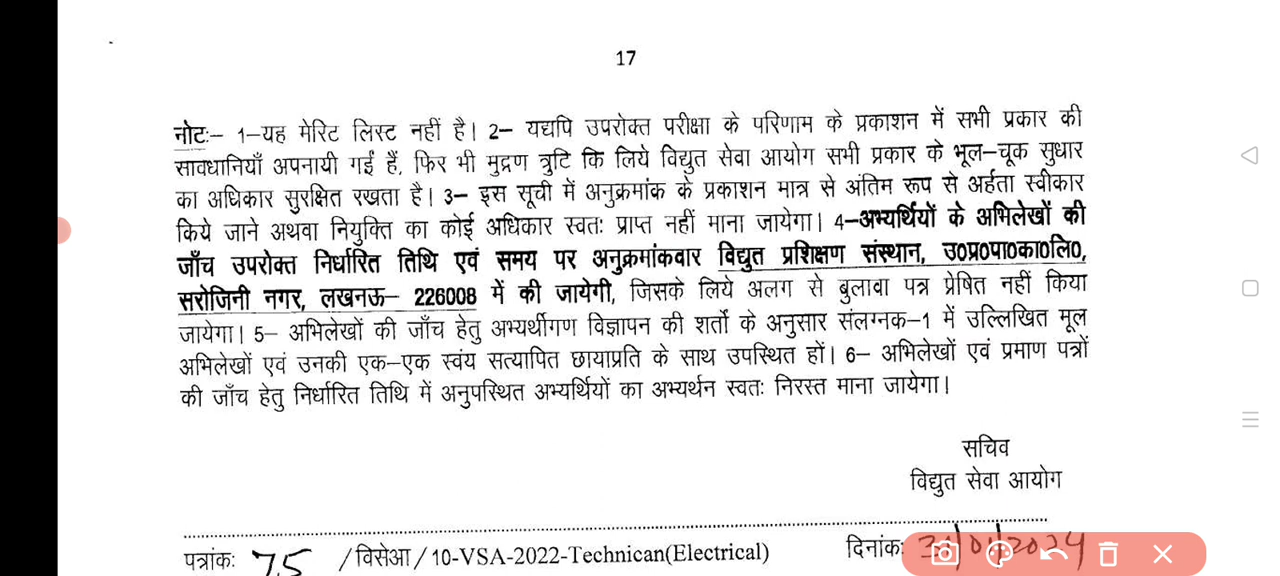 17
नोटः– 1–यह मेरिट लिस्ट नहीं है। 2– यद्यपि उपरोक्त परीक्षा के परिणाम के प्रकाशन में सभी प्रकार की
सावधानियाँ अपनायी गई हैं, फिर भी मुद्रण त्रुटि कि लिये विद्युत सेवा आयोग सभी प्रकार के भूल–चूक सुधार
का अधिकार सुरक्षित रखता है। 3– इस सूची में अनुक्रमांक के प्रकाशन मात्र से अंतिम रूप से अर्हता स्वीकार
किये जाने अथवा नियुक्ति का कोई अधिकार स्वतः प्राप्त नहीं माना जायेगा। 4–अभ्यर्थियों के अभिलेखों की
जाँच उपरोक्त निर्धारित तिथि एवं समय पर अनुक्रमांकवार विद्युत प्रशिक्षण संस्थान, उ0प्र0पा0का0लि0,
सरोजिनी नगर, लखनऊ– 226008 में की जायेगी, जिसके लिये अलग से बुलावा पत्र प्रेषित नहीं किया
जायेगा। 5– अभिलेखों की जाँच हेतु अभ्यर्थीगण विज्ञापन की शर्तो के अनुसार संलग्नक–1 में उल्लिखित मूल
अभिलेखों एवं उनकी एक–एक स्वंय सत्यापित छायाप्रति के साथ उपस्थित हों। 6– अभिलेखों एवं प्रमाण पत्रों
की जाँच हेतु निर्धारित तिथि में अनुपस्थित अभ्यर्थियों का अभ्यर्थन स्वतः निरस्त माना जायेगा।
सचिव
विद्युत सेवा आयोग
पत्रांकः 75 /विसेआ/10-VSA-2022-Technican(Electrical) दिनांकः 31/01/2024